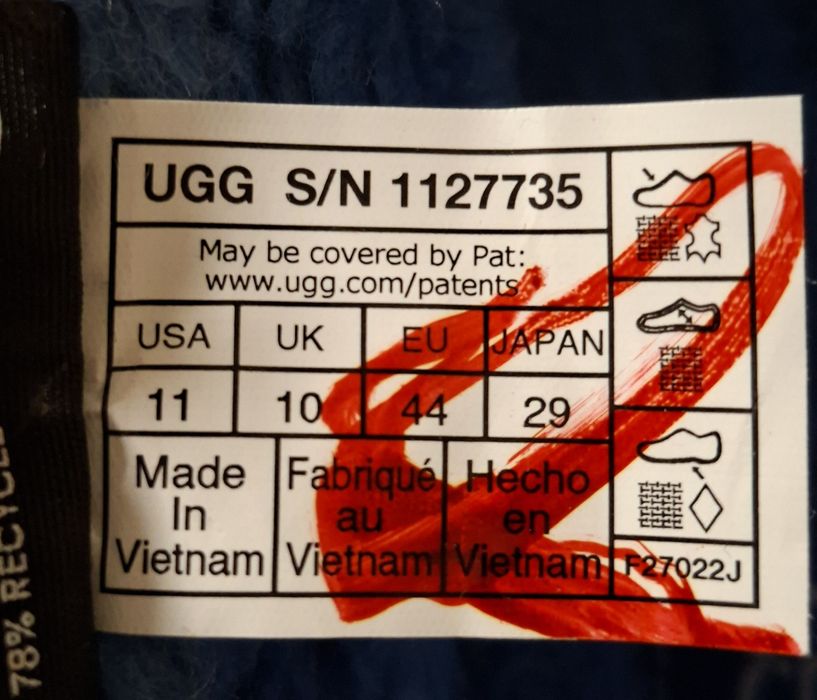 UGG S/N 1127735
May be covered by Pat:
www.ugg.com/patents
USA UK EU JAPAN
11 10 44 29
Made
In
Vietnam
Fabriqué
au
Vietnam
Hecho
en
Vietnam
F27022J
78% RECYCLE